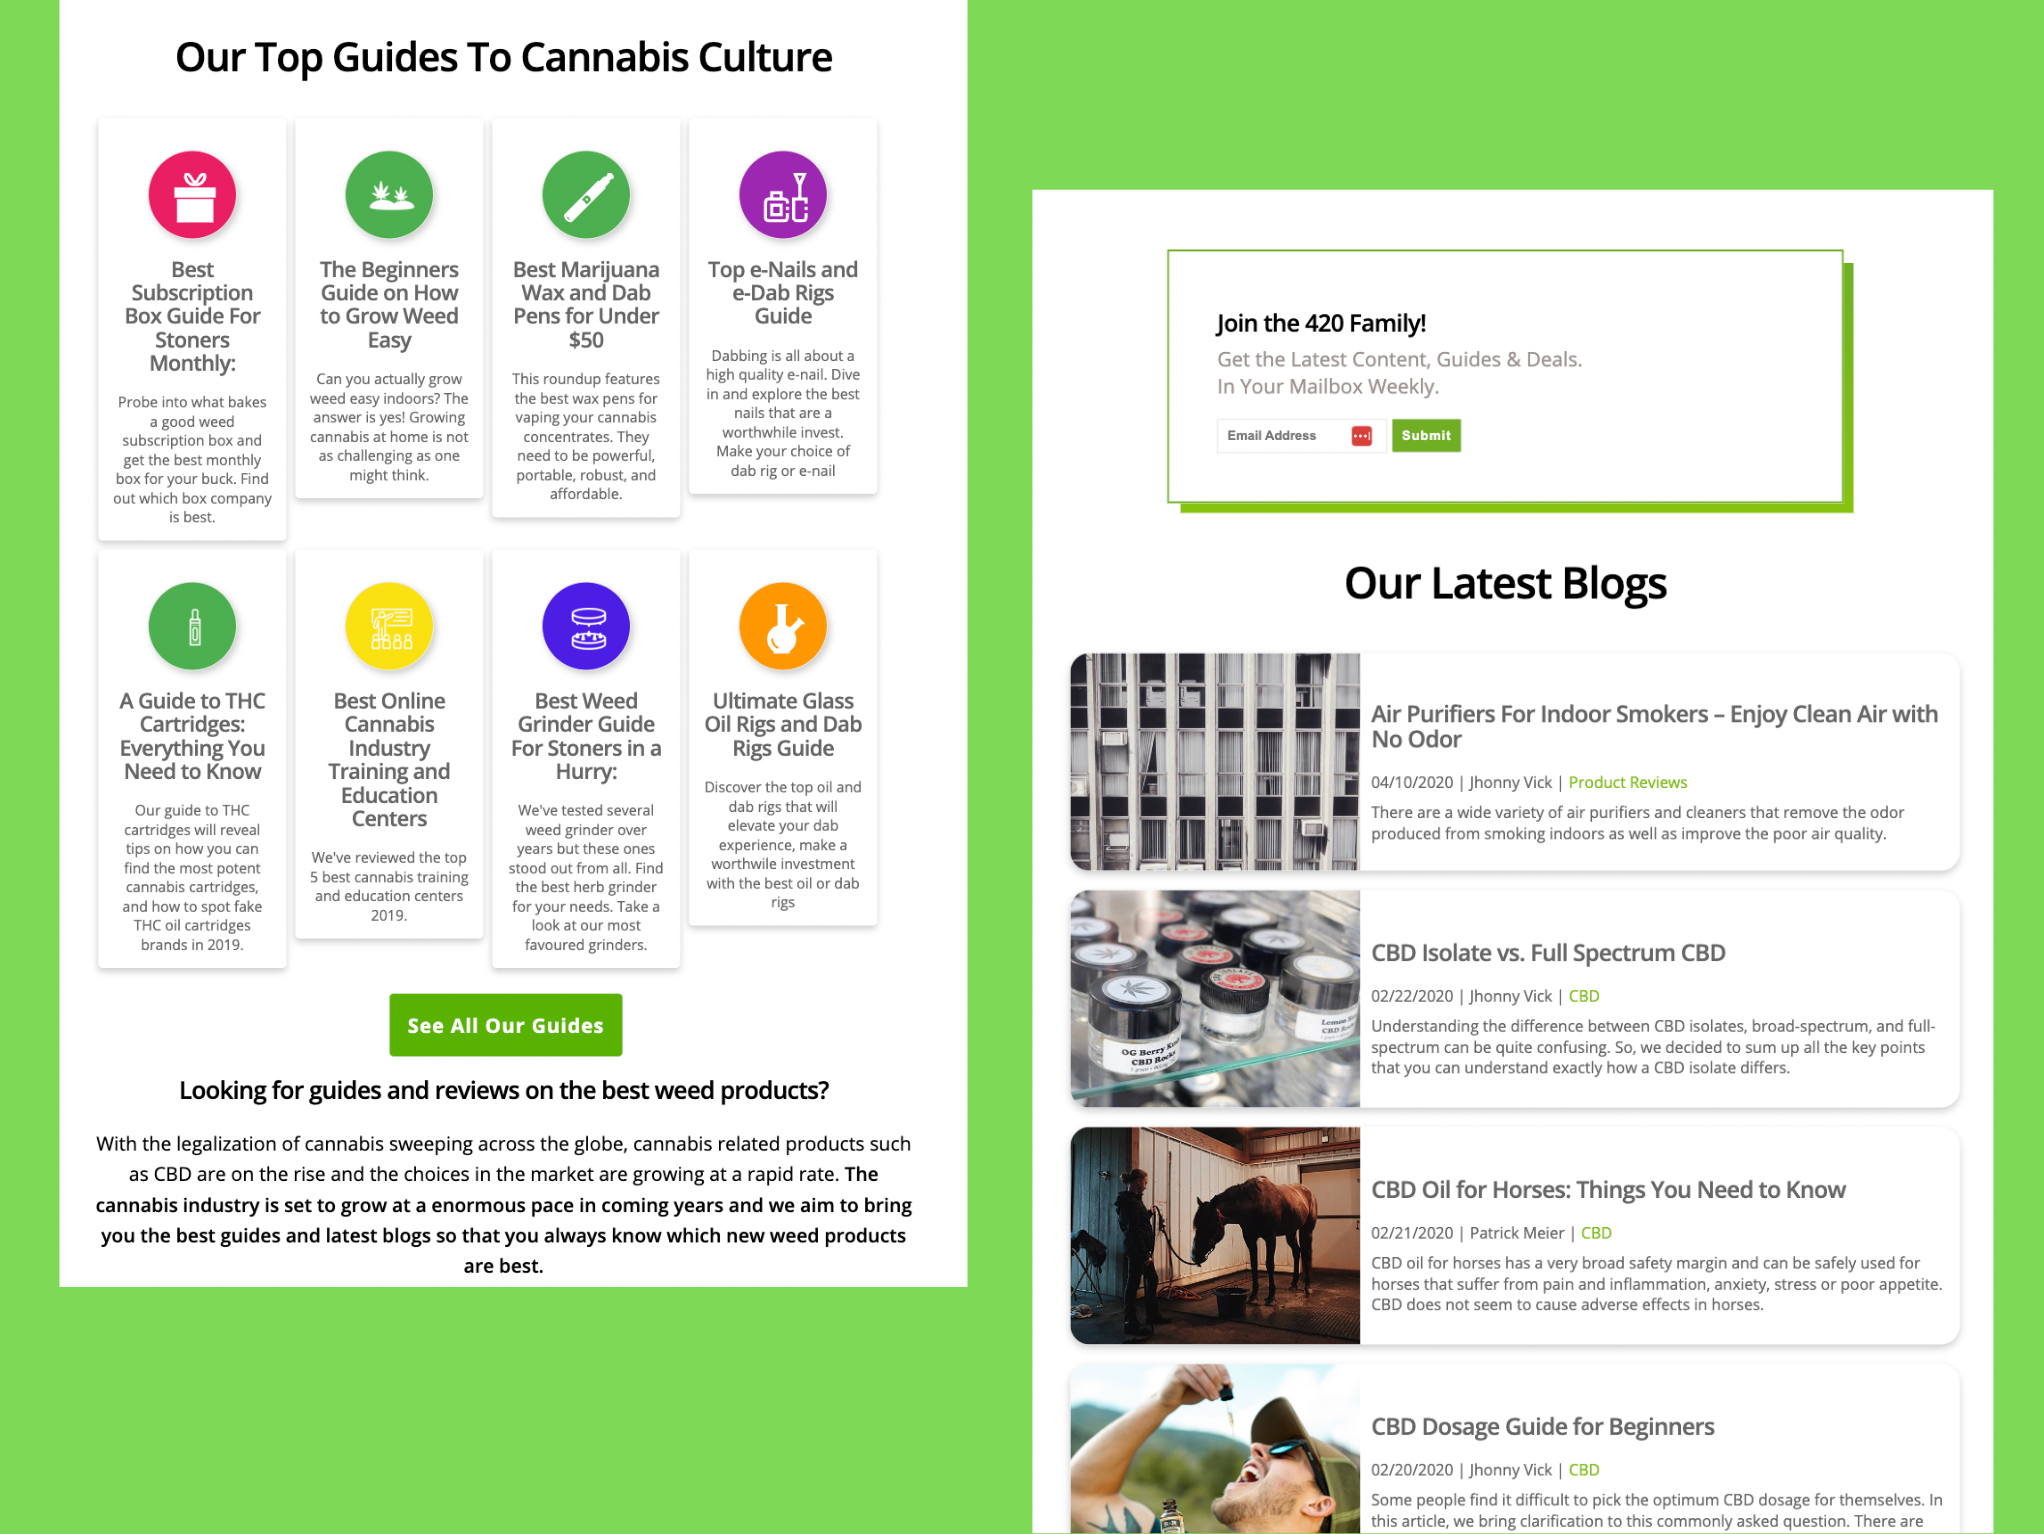 Our Top Guides To Cannabis Culture
Best
Subscription
Box Guide For
Stoners
Monthly:
Probe into what bakes
a good weed
subscription box and
get the best monthly
box for your buck. Find
out which box company
is best.
The Beginners
Guide on How
to Grow Weed
Easy
Can you actually grow
weed easy indoors? The
answer is yes! Growing
cannabis at home is not
as challenging as one
might think.
Best Marijuana
Wax and Dab
Pens for Under
$50
This roundup features
the best wax pens for
vaping your cannabis
concentrates. They
need to be powerful,
portable, robust, and
affordable.
Top e-Nails and
e-Dab Rigs
Guide
Dabbing is all about a
high quality e-nail. Dive
in and explore the best
nails that are a
worthwhile invest.
Make your choice of
dab rig or e-nail
A Guide to THC
Cartridges:
Everything You
Need to Know
Our guide to THC
cartridges will reveal
tips on how you can
find the most potent
cannabis cartridges,
and how to spot fake
THC oil cartridges
brands in 2019.
Best Online
Cannabis
Industry
Training and
Education
Centers
We've reviewed the top
5 best cannabis training
and education centers
2019.
Best Weed
Grinder Guide
For Stoners in a
Hurry:
We've tested several
weed grinder over
years but these ones
stood out from all. Find
the best herb grinder
for your needs. Take a
look at our most
favoured grinders.
Ultimate Glass
Oil Rigs and Dab
Rigs Guide
Discover the top oil and
dab rigs that will
elevate your dab
experience, make a
worthwile investment
with the best oil or dab
rigs
See All Our Guides
Looking for guides and reviews on the best weed products?
With the legalization of cannabis sweeping across the globe, cannabis related products such
as CBD are on the rise and the choices in the market are growing at a rapid rate. The
cannabis industry is set to grow at a enormous pace in coming years and we aim to bring
you the best guides and latest blogs so that you always know which new weed products
are best.
Join the 420 Family!
Get the Latest Content, Guides & Deals.
In Your Mailbox Weekly.
Email Address
Submit
Our Latest Blogs
Air Purifiers For Indoor Smokers – Enjoy Clean Air with
No Odor
04/10/2020 | Jhonny Vick | Product Reviews
There are a wide variety of air purifiers and cleaners that remove the odor
produced from smoking indoors as well as improve the poor air quality.
OG Berry
CBD Rocks
Lemon
CBD
CBD Isolate vs. Full Spectrum CBD
02/22/2020 | Jhonny Vick | CBD
Understanding the difference between CBD isolates, broad-spectrum, and full-
spectrum can be quite confusing. So, we decided to sum up all the key points
that you can understand exactly how a CBD isolate differs.
CBD Oil for Horses: Things You Need to Know
02/21/2020 | Patrick Meier | CBD
CBD oil for horses has a very broad safety margin and can be safely used for
horses that suffer from pain and inflammation, anxiety, stress or poor appetite.
CBD does not seem to cause adverse effects in horses.
CBD Dosage Guide for Beginners
02/20/2020 | Jhonny Vick | CBD
Some people find it difficult to pick the optimum CBD dosage for themselves. In
this article, we bring clarification to this commonly asked question. There are